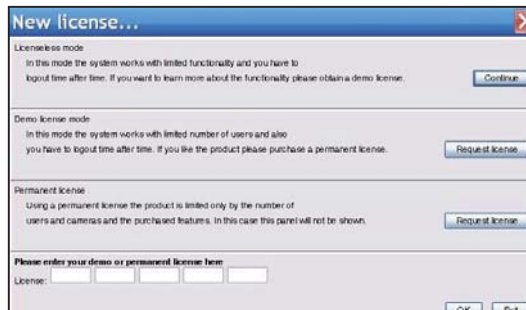 New license...
Licenseless mode
In this mode the system works with limited functionality and you have to
logout time after time. If you want to learn more about the functionality please obtain a demo license.
Continue
Demo license mode
In this mode the system works with limited number of users and also
you have to logout time after time. If you like the product please purchase a permanent license.
Request license
Permanent license
Using a permanent license the product is limited only by the number of
users and cameras and the purchased features. In this case this panel will not be shown.
Request license
Please enter your demo or permanent license here
License:
OK